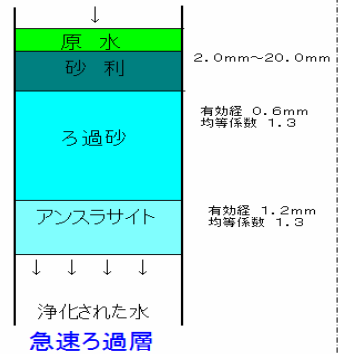 ↓
原 水
砂 利
2.0mm～20.0mm
ろ過砂
有効経 0.6mm
均等係数 1.3
アンスラサイト
有効経 1.2mm
均等係数 1.3
↓ ↓ ↓ ↓
浄化された水
急速ろ過層